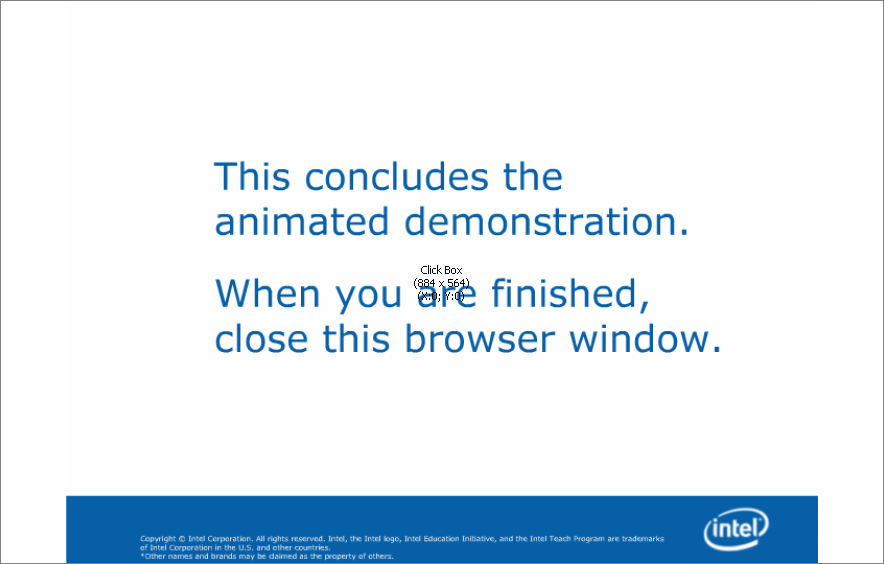 This concludes the
animated demonstration.
Click Box
(884 x 564)
(X:0; Y:0)
When you are finished,
close this browser window.
Copyright © Intel Corporation. All rights reserved. Intel, the Intel logo, Intel Education Initiative, and the Intel Teach Program are trademarks
of Intel Corporation in the U.S. and other countries.
*Other names and brands may be claimed as the property of others.
intel